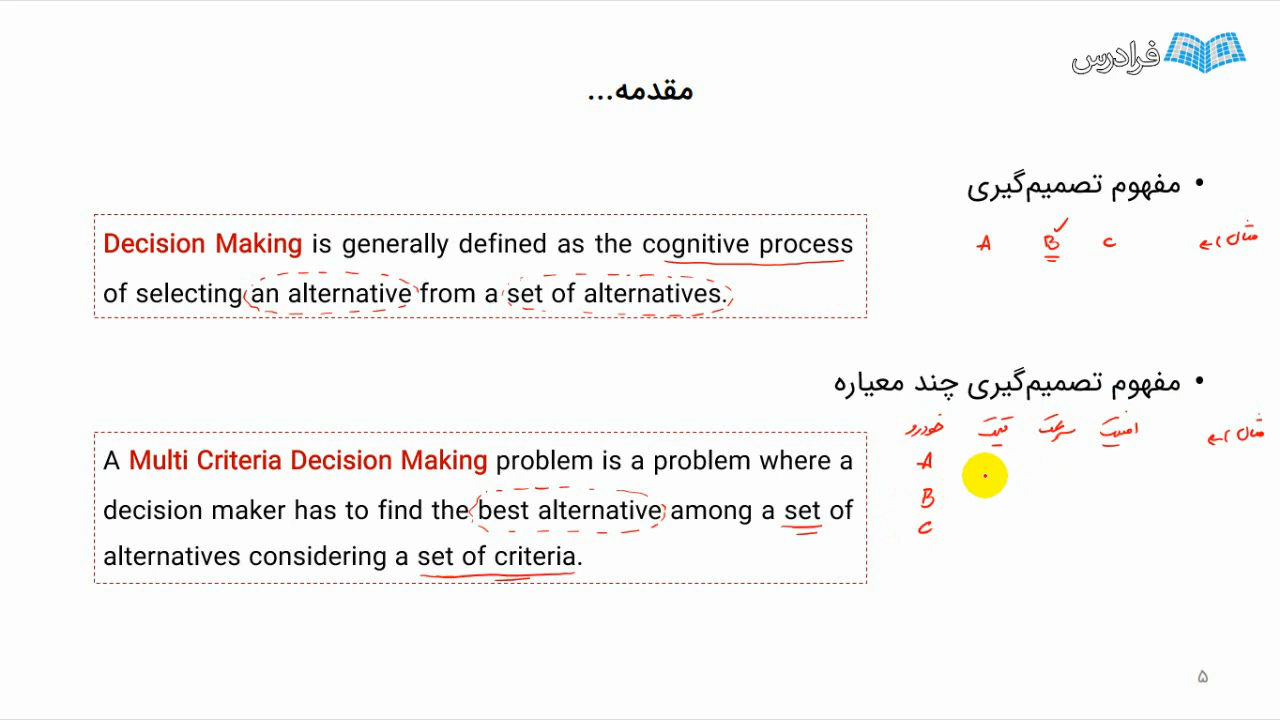 فرادرس
مقدمه...
• مفهوم تصمیم‌گیری
مثال ۱ ←
A B C
Decision Making is generally defined as the cognitive process
of selecting an alternative from a set of alternatives.
• مفهوم تصمیم‌گیری چند معیاره
مثال ۱ ←
خودرو قیمت سرعت امنیت
A
B
C
A Multi Criteria Decision Making problem is a problem where a
decision maker has to find the best alternative among a set of
alternatives considering a set of criteria.
۵